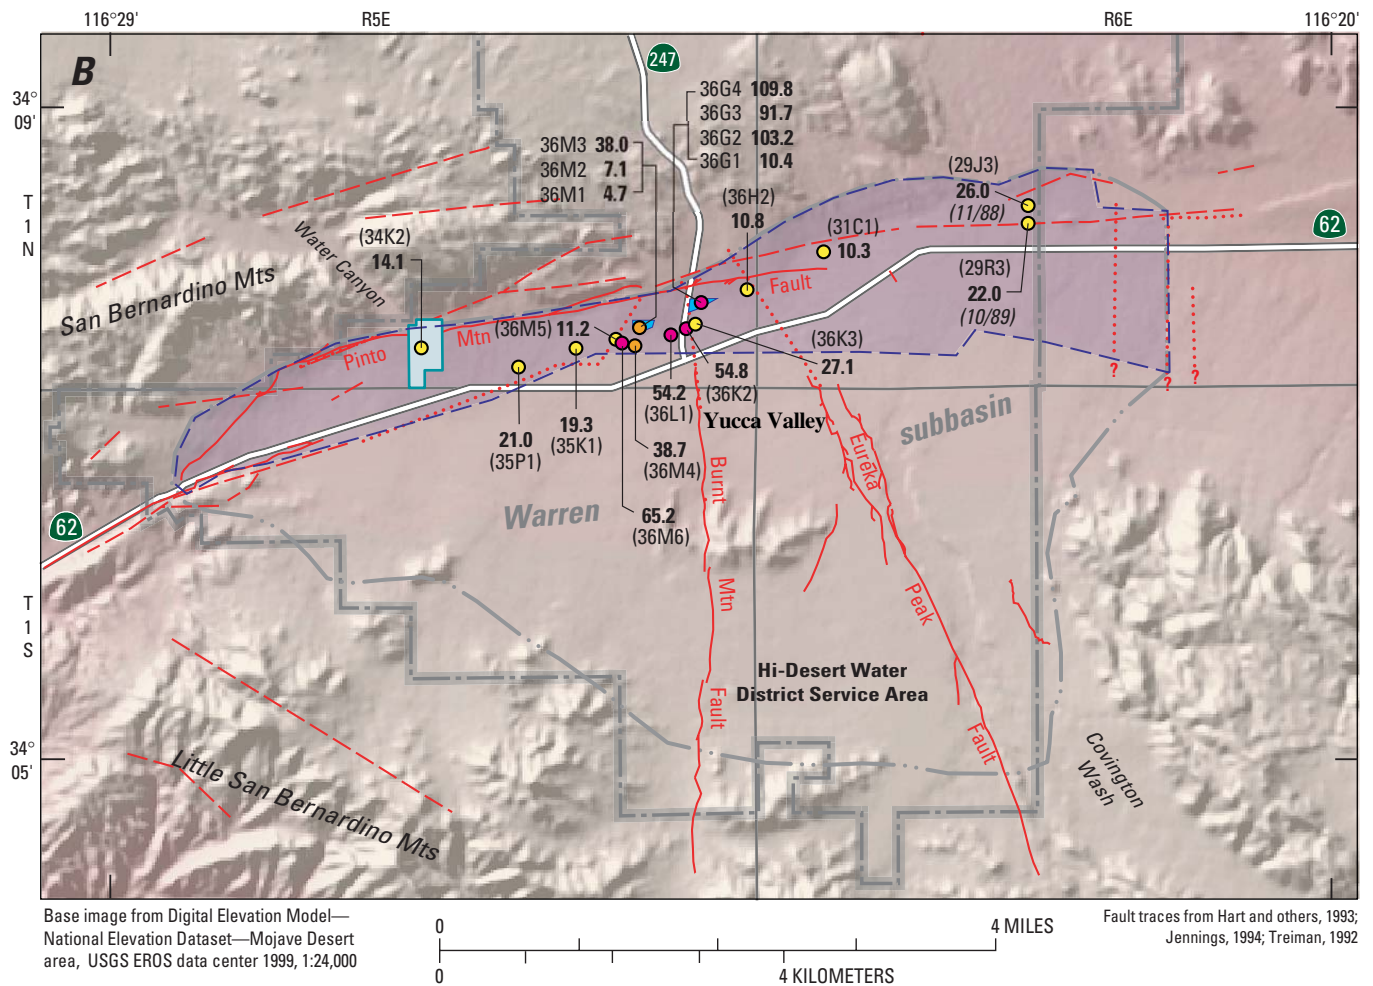 116°29'
R5E
R6E
116°20'
B
247
34°
09'
36G4 109.8
36G3 91.7
36G2 103.2
36G1 10.4
36M3 38.0
36M2 7.1
36M1 4.7
(36H2)
10.8
(29J3)
26.0
(11/88)
T
1
N
(31C1)
10.3
62
Water Canyon
(34K2)
14.1
San Bernardino Mts
(29R3)
22.0
(10/89)
Fault
Pinto
Mtn
(36M5) 11.2
(36K3)
27.1
54.8
(36K2)
54.2
(36L1)
?
?
?
Yucca Valley
subbasin
19.3
(35K1)
21.0
(35P1)
38.7
(36M4)
Burnt
Eureka
Warren
65.2
(36M6)
62
T
1
S
Mtn
Peak
Hi-Desert Water
District Service Area
Fault
Fault
Covington
Wash
34°
05'
Little San Bernardino Mts
Base image from Digital Elevation Model—
National Elevation Dataset—Mojave Desert
area, USGS EROS data center 1999, 1:24,000
0
4 MILES
0
4 KILOMETERS
Fault traces from Hart and others, 1993;
Jennings, 1994; Treiman, 1992